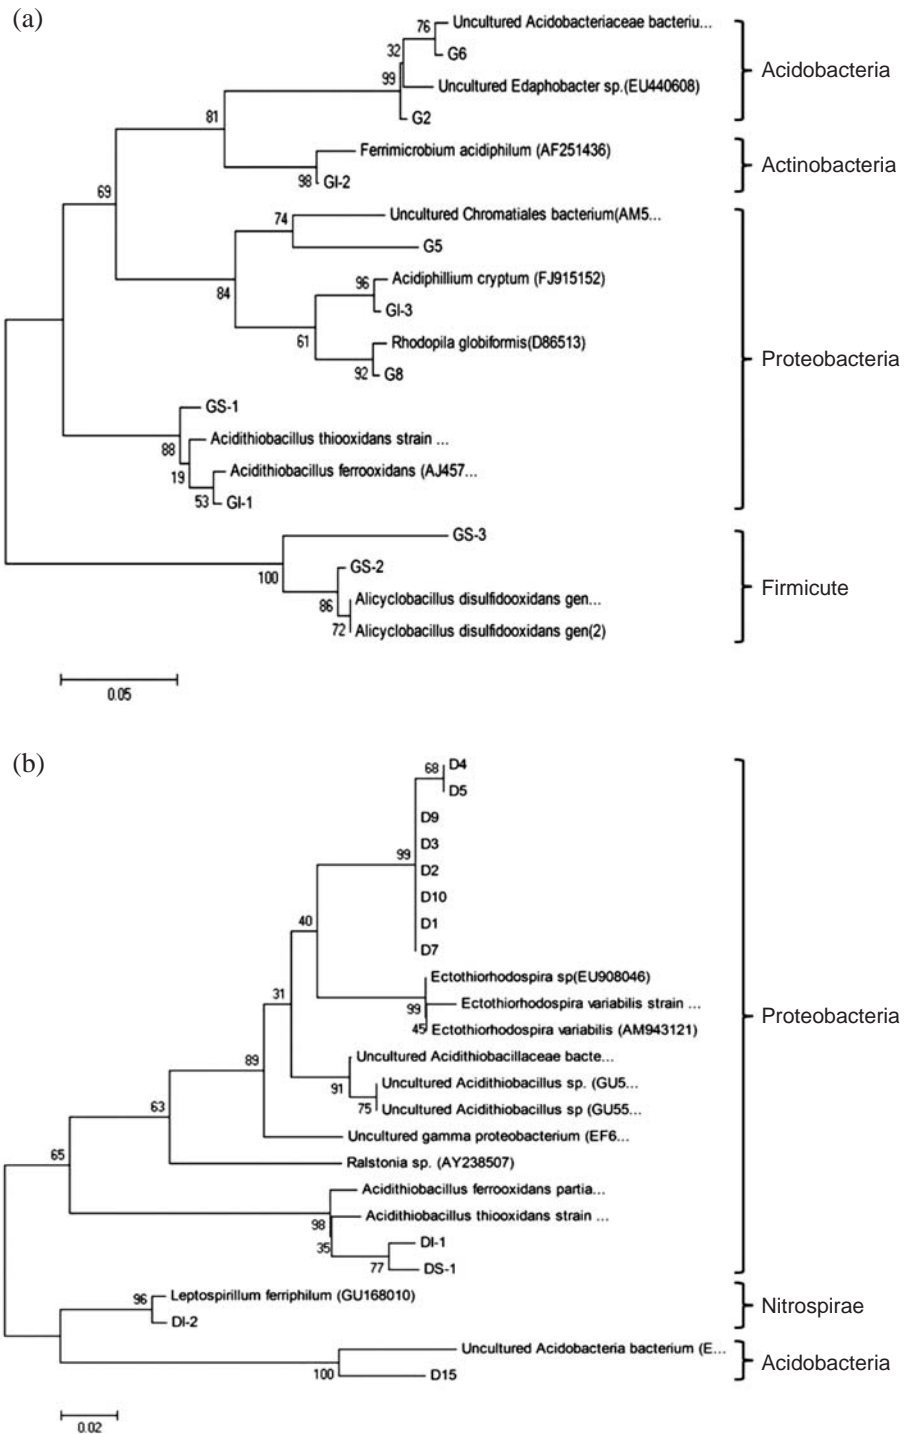 (a)
76
Uncultured Acidobacteriaceae bacteriu...
G6
32
Uncultured Edaphobacter sp.(EU440608)
99
G2
Acidobacteria
81
Ferrimicrobium acidiphilum (AF251436)
98
GI-2
Actinobacteria
69
Uncultured Chromatiales bacterium(AM5...
74
G5
84
Acidiphillium cryptum (FJ915152)
96
GI-3
61
Rhodopila globiformis(D86513)
92
G8
Proteobacteria
GS-1
88
Acidithiobacillus thiooxidans strain ...
19
Acidithiobacillus ferrooxidans (AJ457...
53
GI-1
GS-3
100
GS-2
86
Alicyclobacillus disulfidooxidans gen...
72
Alicyclobacillus disulfidooxidans gen(2)
Firmicute
0.05
(b)
68
D4
D5
D9
D3
99
D2
D10
D1
D7
40
Ectothiorhodospira sp(EU908046)
99
Ectothiorhodospira variabilis strain ...
45
Ectothiorhodospira variabilis (AM943121)
31
Uncultured Acidithiobacillaceae bacte...
91
Uncultured Acidithiobacillus sp. (GU5...
75
Uncultured Acidithiobacillus sp (GU55...
89
Uncultured gamma proteobacterium (EF6...
63
Ralstonia sp. (AY238507)
65
Acidithiobacillus ferrooxidans partia...
98
Acidithiobacillus thiooxidans strain ...
35
DI-1
77
DS-1
Proteobacteria
96
Leptospirillum ferriphilum (GU168010)
DI-2
Nitrospirae
Uncultured Acidobacteria bacterium (E...
100
D15
Acidobacteria
0.02